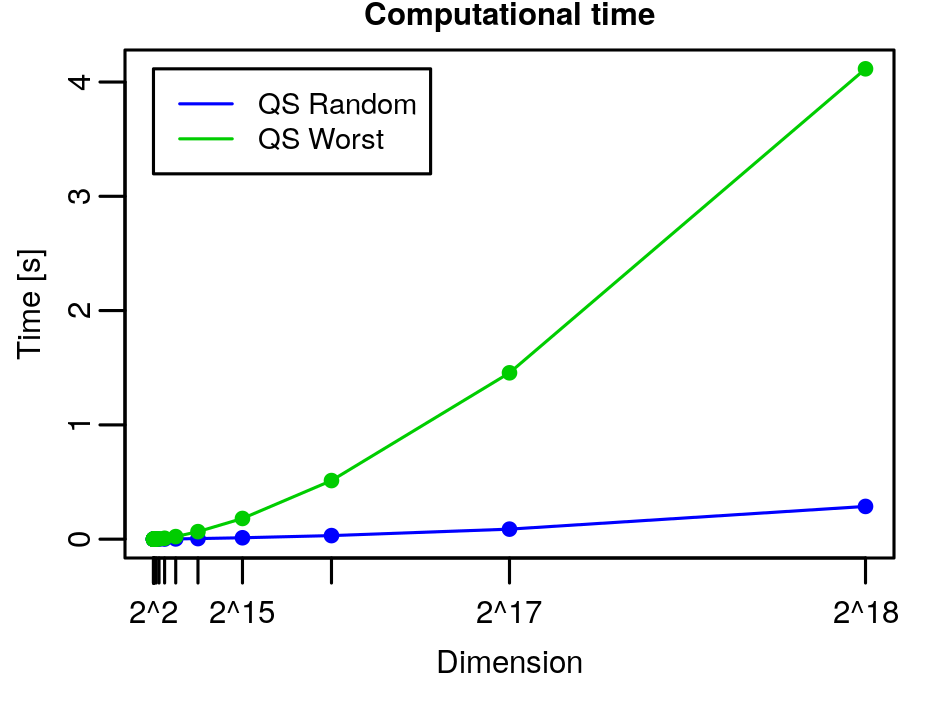 Computational time
QS Random
QS Worst
4
3
2
1
0
Time [s]
2^2 2^15 2^17 2^18
Dimension